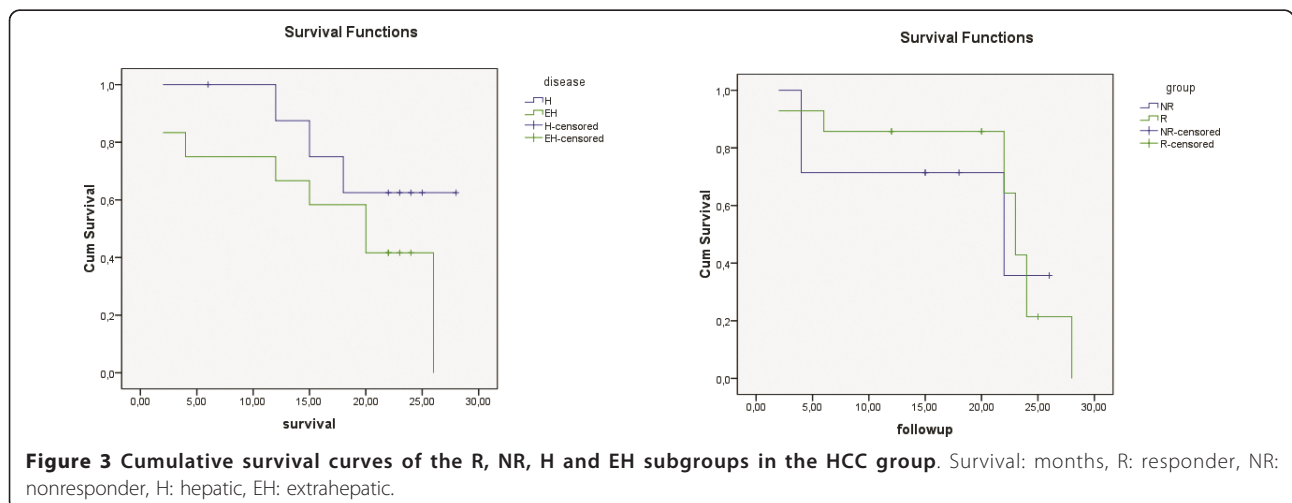 Survival Functions
1,0
0,8
0,6
0,4
0,2
0,0
Cum Survival
0,00 5,00 10,00 15,00 20,00 25,00 30,00
survival
disease
H
EH
H-censored
EH-censored
Survival Functions
1,0
0,8
0,6
0,4
0,2
0,0
Cum Survival
0,00 5,00 10,00 15,00 20,00 25,00 30,00
followup
group
NR
R
NR-censored
R-censored
Figure 3 Cumulative survival curves of the R, NR, H and EH subgroups in the HCC group. Survival: months, R: responder, NR:
nonresponder, H: hepatic, EH: extrahepatic.